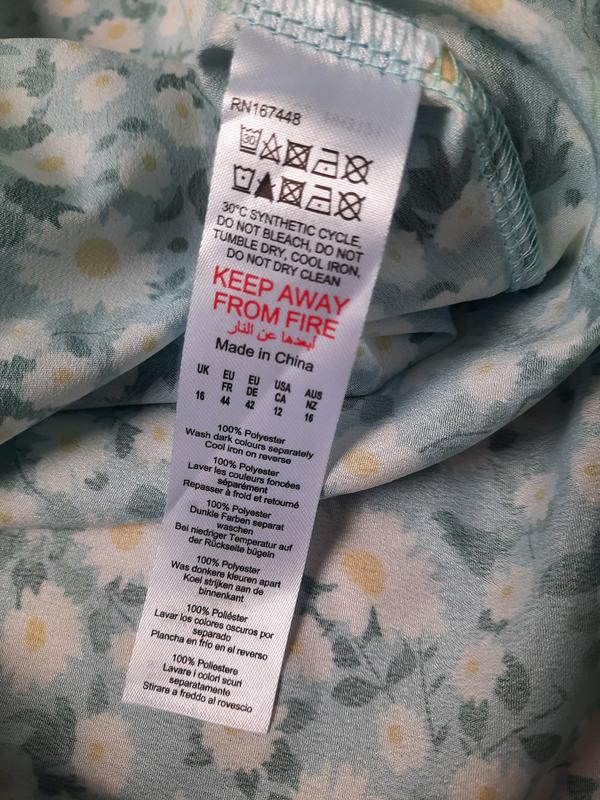 RN167448
30
30°C SYNTHETIC CYCLE,
DO NOT BLEACH, DO NOT
TUMBLE DRY, COOL IRON,
DO NOT DRY CLEAN
KEEP AWAY
FROM FIRE
أبعدها عن النار
Made in China
UK EU FR EU DE USA CA AUS NZ
16 44 42 12 16
100% Polyester
Wash dark colours separately
Cool iron on reverse
100% Polyester
Laver les couleurs foncées
séparément
Repasser à froid et retourné
100% Polyester
Dunkle Farben separat
waschen
Bei niedriger Temperatur auf
der Rückseite bügeln
100% Polyester
Was donkere kleuren apart
Koel strijken aan de
binnenkant
100% Poliéster
Lavar los colores oscuros por
separado
Plancha en frío en el reverso
100% Poliestere
Lavare i colori scuri
separatamente
Stirare a freddo al rovescio